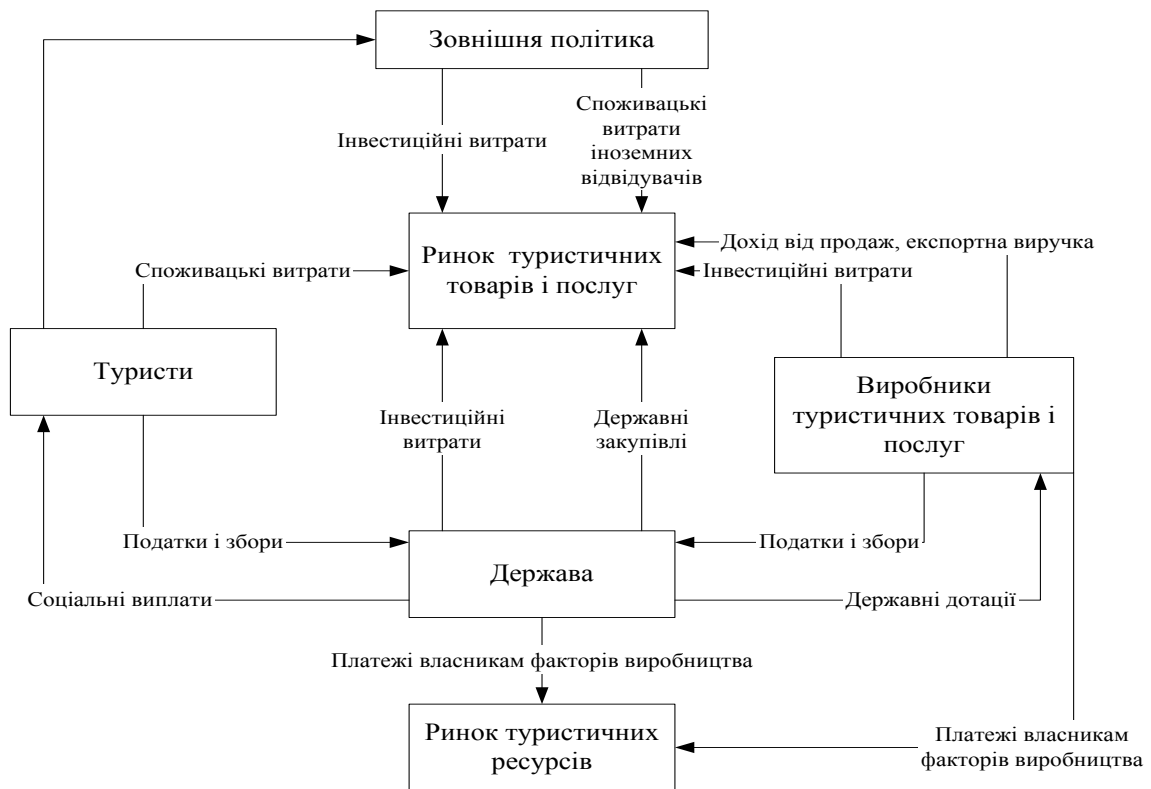 Зовнішня політика
Інвестиційні витрати
Споживацькі
витрати
іноземних
відвідувачів
Ринок туристичних
товарів і послуг
Дохід від продаж, експортна виручка
Інвестиційні витрати
Споживацькі витрати
Туристи
Виробники
туристичних товарів і
послуг
Інвестиційні
витрати
Державні
закупівлі
Податки і збори
Податки і збори
Держава
Соціальні виплати
Державні дотації
Платежі власникам факторів виробництва
Ринок туристичних
ресурсів
Платежі власникам
факторів виробництва